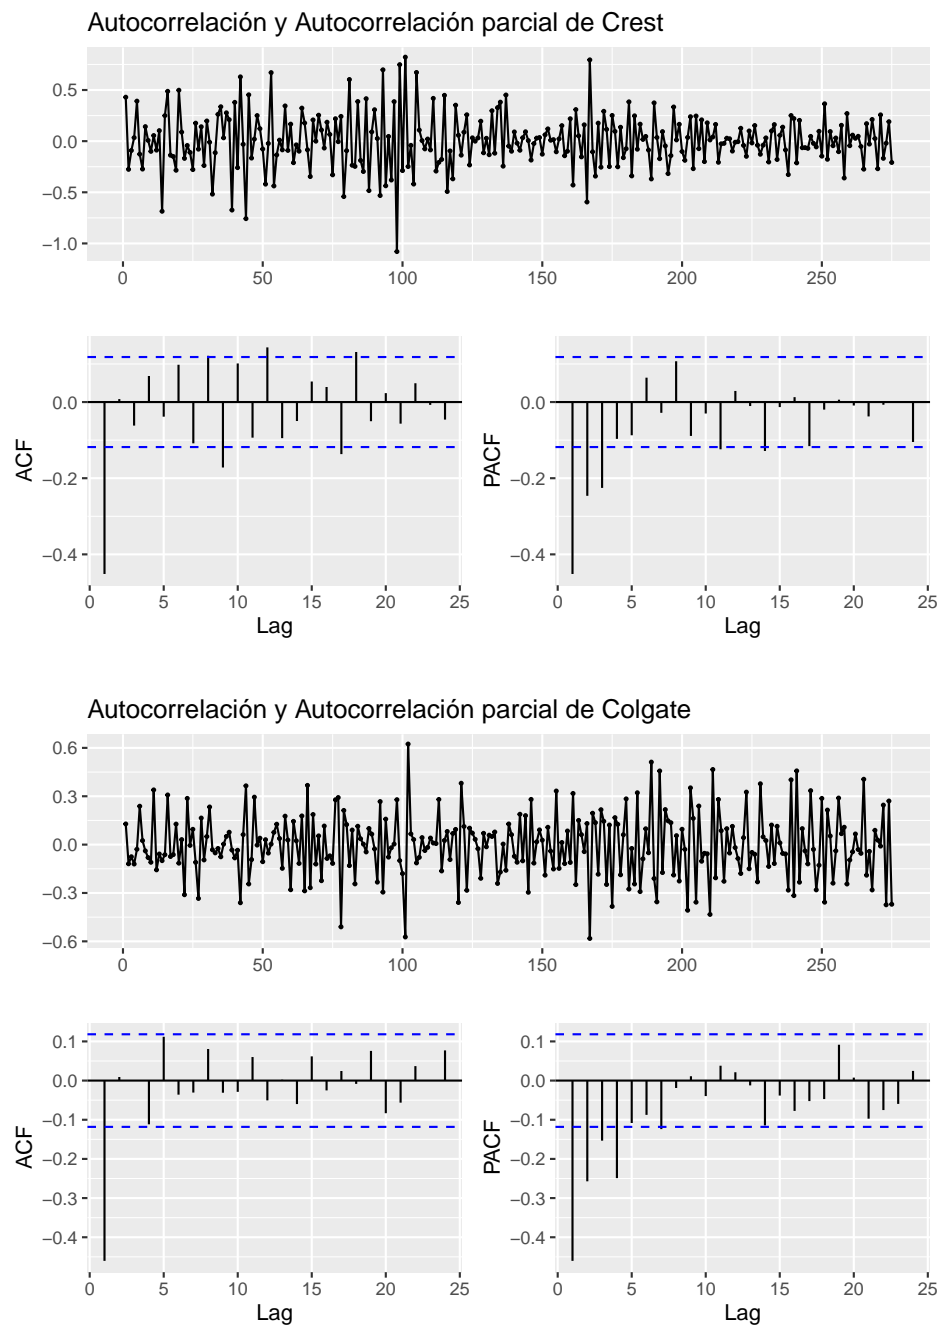 Autocorrelación y Autocorrelación parcial de Crest
0.5
0.0
−0.5
−1.0
0 50 100 150 200 250
ACF
0.0
−0.2
−0.4
0 5 10 15 20 25
Lag
PACF
0.0
−0.2
−0.4
0 5 10 15 20 25
Lag
Autocorrelación y Autocorrelación parcial de Colgate
0.6
0.3
0.0
−0.3
−0.6
0 50 100 150 200 250
ACF
0.1
0.0
−0.1
−0.2
−0.3
−0.4
0 5 10 15 20 25
Lag
PACF
0.1
0.0
−0.1
−0.2
−0.3
−0.4
0 5 10 15 20 25
Lag